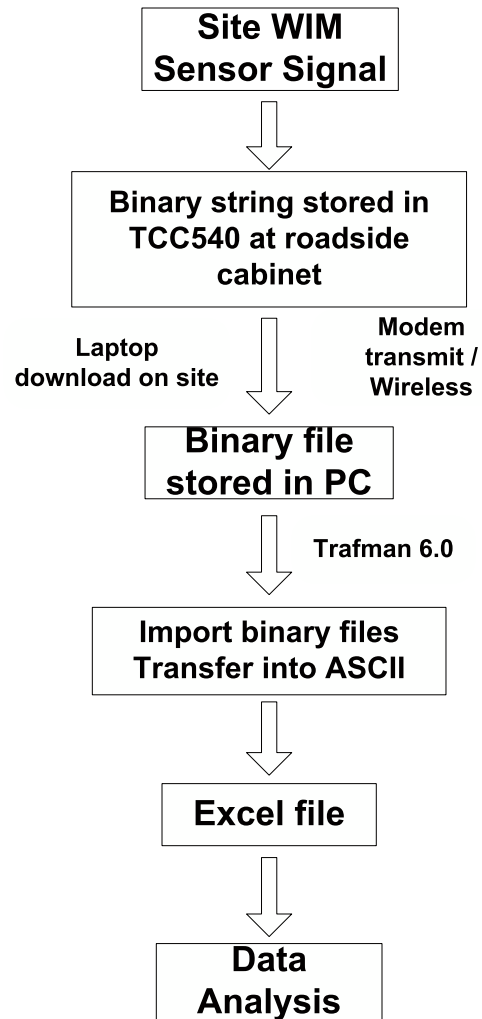 Site WIM
Sensor Signal
Binary string stored in
TCC540 at roadside
cabinet
Laptop
download on site
Modem
transmit /
Wireless
Binary file
stored in PC
Trafman 6.0
Import binary files
Transfer into ASCII
Excel file
Data
Analysis